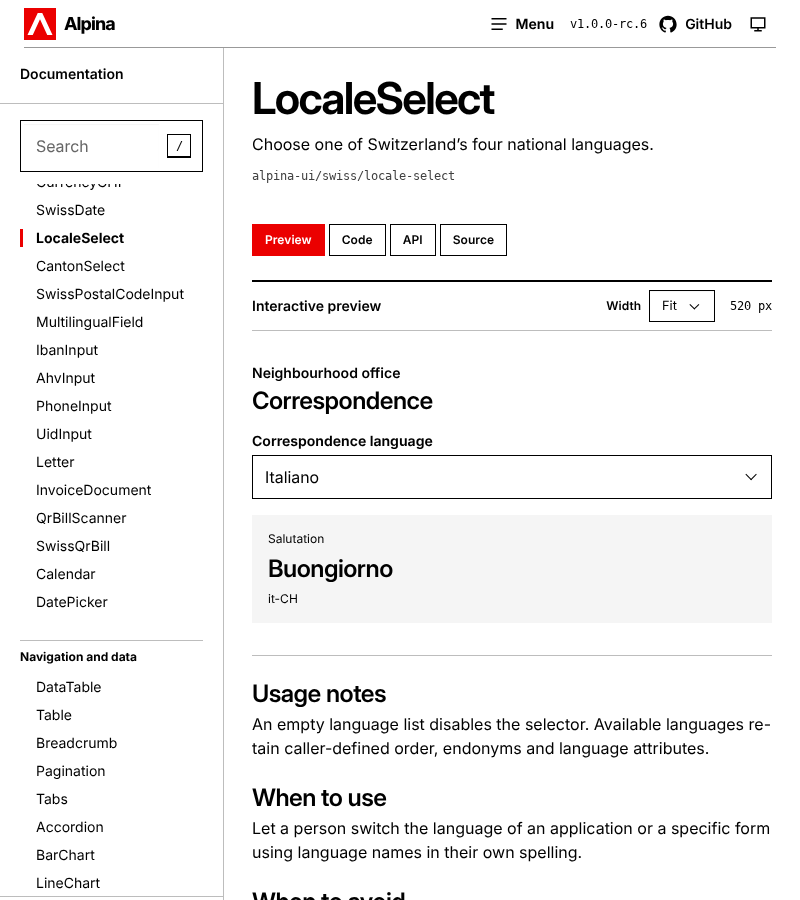 Alpina
Menu
v1.0.0-rc.6
GitHub
Documentation
Search
/
CurrencyCHF
SwissDate
LocaleSelect
CantonSelect
SwissPostalCodeInput
MultilingualField
IbanInput
AhvInput
PhoneInput
UidInput
Letter
InvoiceDocument
QrBillScanner
SwissQrBill
Calendar
DatePicker
Navigation and data
DataTable
Table
Breadcrumb
Pagination
Tabs
Accordion
BarChart
LineChart
LocaleSelect
Choose one of Switzerland’s four national languages.
alpina-ui/swiss/locale-select
Preview
Code
API
Source
Interactive preview
Width
Fit
520 px
Neighbourhood office
Correspondence
Correspondence language
Italiano
Salutation
Buongiorno
it-CH
Usage notes
An empty language list disables the selector. Available languages re-
tain caller-defined order, endonyms and language attributes.
When to use
Let a person switch the language of an application or a specific form
using language names in their own spelling.
When to avoid